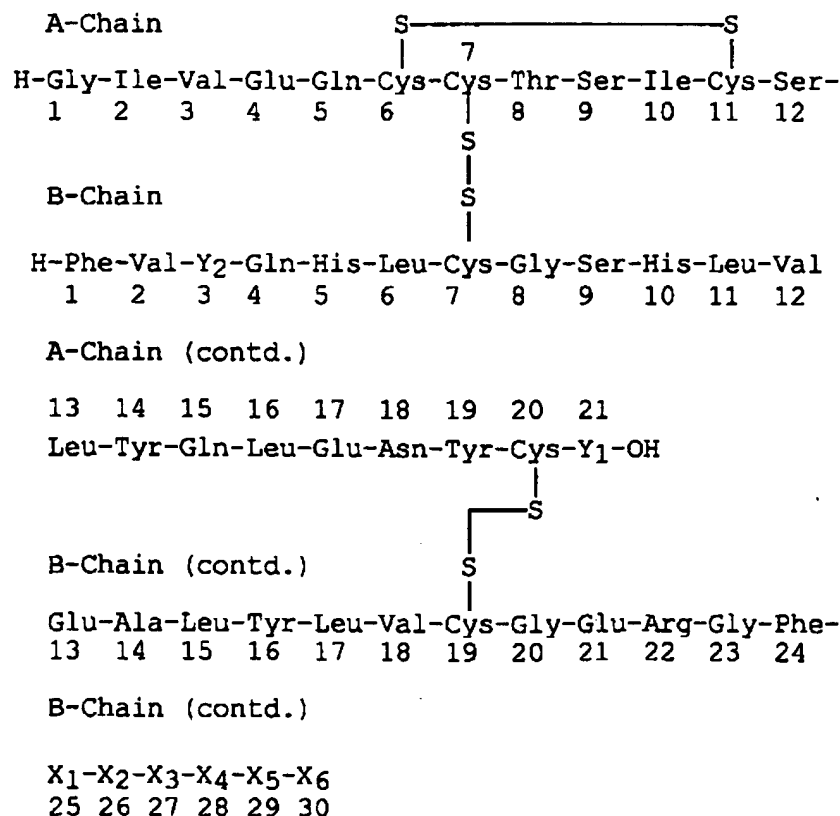 A-Chain S S
7
H-Gly-Ile-Val-Glu-Gln-Cys-Cys-Thr-Ser-Ile-Cys-Ser-
1 2 3 4 5 6 8 9 10 11 12
S
B-Chain S
H-Phe-Val-Y2-Gln-His-Leu-Cys-Gly-Ser-His-Leu-Val
1 2 3 4 5 6 7 8 9 10 11 12
A-Chain (contd.)
13 14 15 16 17 18 19 20 21
Leu-Tyr-Gln-Leu-Glu-Asn-Tyr-Cys-Y1-OH
S
B-Chain (contd.) S
Glu-Ala-Leu-Tyr-Leu-Val-Cys-Gly-Glu-Arg-Gly-Phe-
13 14 15 16 17 18 19 20 21 22 23 24
B-Chain (contd.)
X1-X2-X3-X4-X5-X6
25 26 27 28 29 30